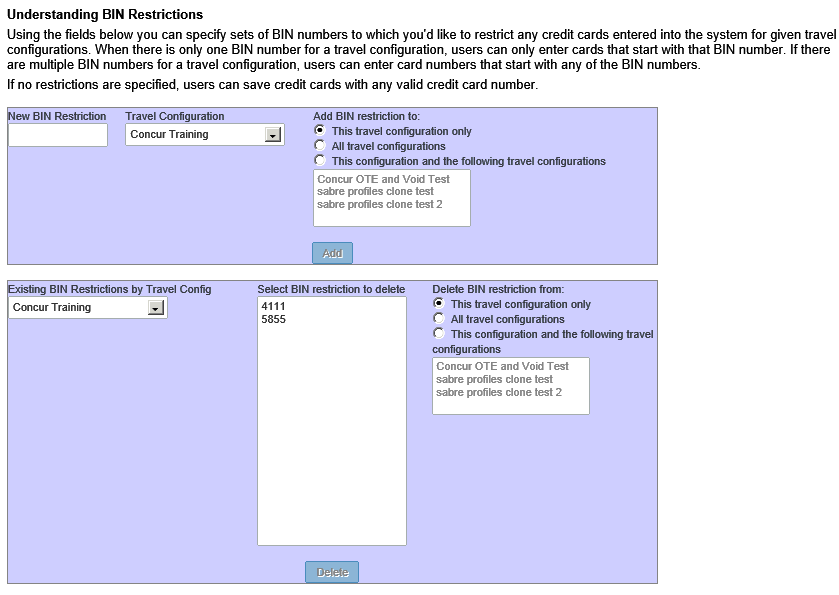 Understanding BIN Restrictions
Using the fields below you can specify sets of BIN numbers to which you'd like to restrict any credit cards entered into the system for given travel
configurations. When there is only one BIN number for a travel configuration, users can only enter cards that start with that BIN number. If there
are multiple BIN numbers for a travel configuration, users can enter card numbers that start with any of the BIN numbers.
If no restrictions are specified, users can save credit cards with any valid credit card number.
New BIN Restriction
Travel Configuration
Concur Training
Add BIN restriction to:
This travel configuration only
All travel configurations
This configuration and the following travel configurations
Concur OTE and Void Test
sabre profiles clone test
sabre profiles clone test 2
Add
Existing BIN Restrictions by Travel Config
Concur Training
Select BIN restriction to delete
4111
5855
Delete BIN restriction from:
This travel configuration only
All travel configurations
This configuration and the following travel
configurations
Concur OTE and Void Test
sabre profiles clone test
sabre profiles clone test 2
Delete